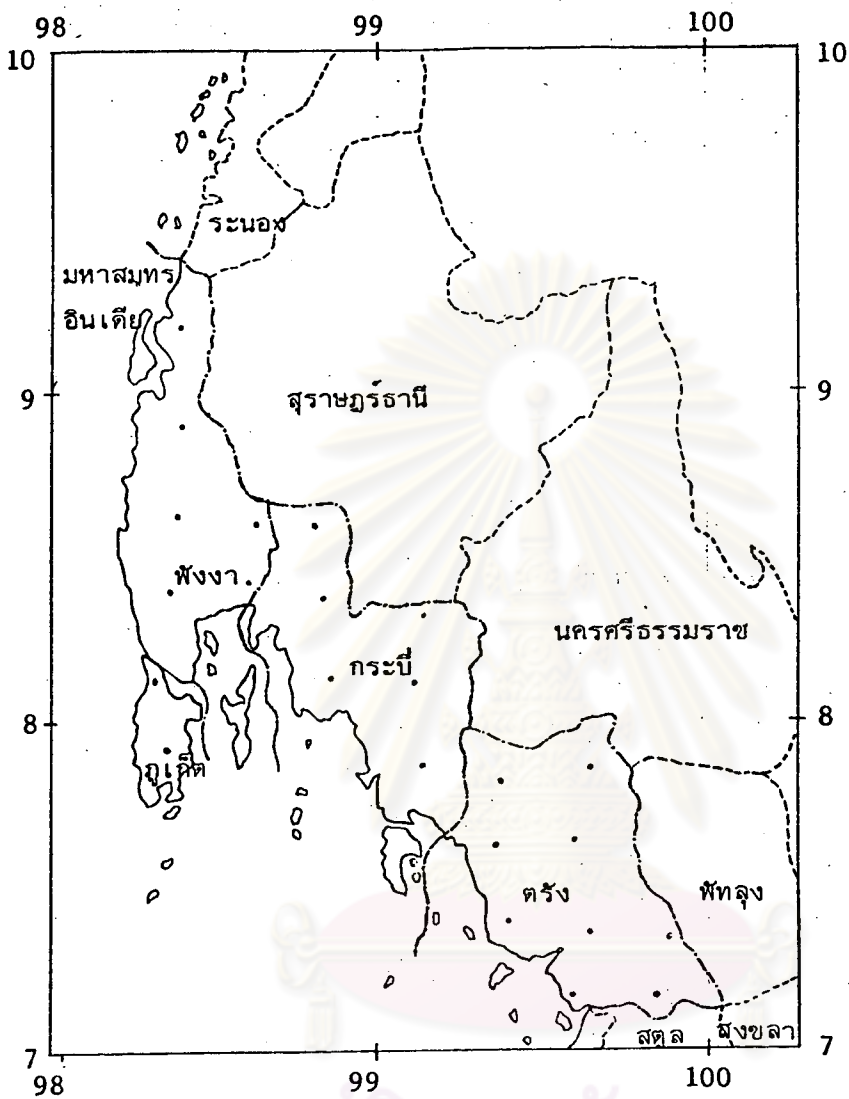 98 99 100
10 10
ระนอง
มหาสมุทร
อินเดีย
9 9
สุราษฎร์ธานี
พังงา
นครศรีธรรมราช
กระบี่
8 8
ภูเก็ต
ตรัง
พัทลุง
สตูล สงขลา
7 7
98 99 100